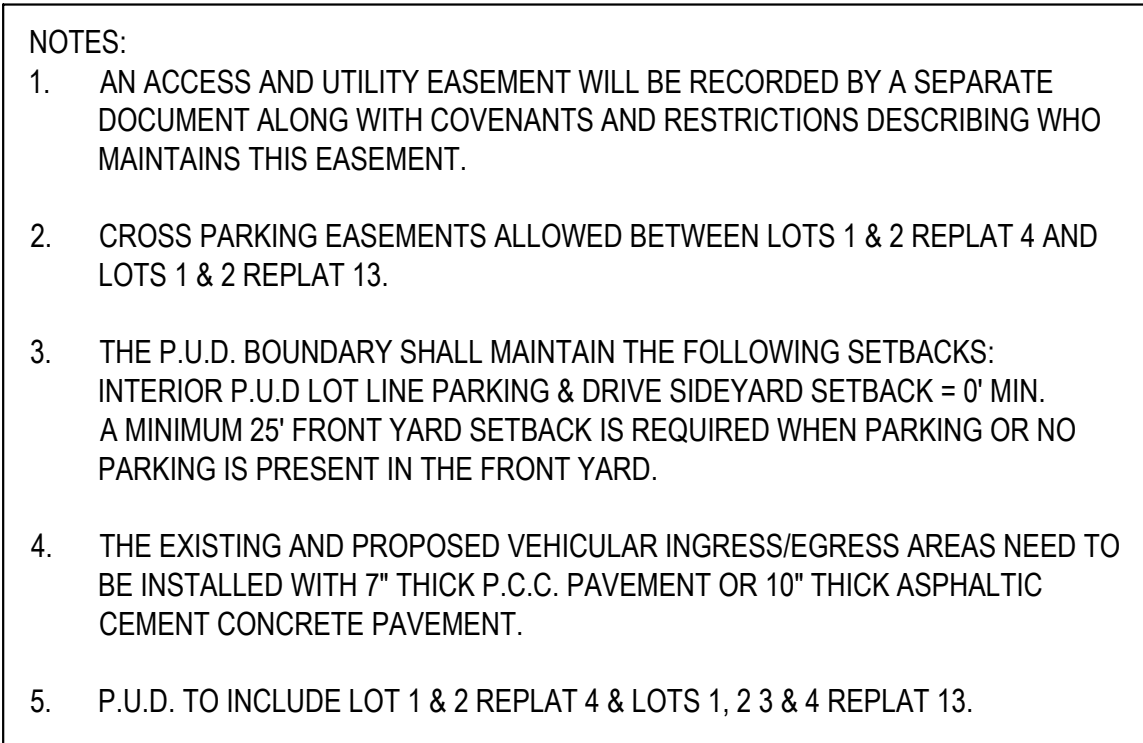 NOTES:
1. AN ACCESS AND UTILITY EASEMENT WILL BE RECORDED BY A SEPARATE
DOCUMENT ALONG WITH COVENANTS AND RESTRICTIONS DESCRIBING WHO
MAINTAINS THIS EASEMENT.
2. CROSS PARKING EASEMENTS ALLOWED BETWEEN LOTS 1 & 2 REPLAT 4 AND
LOTS 1 & 2 REPLAT 13.
3. THE P.U.D. BOUNDARY SHALL MAINTAIN THE FOLLOWING SETBACKS:
INTERIOR P.U.D LOT LINE PARKING & DRIVE SIDEYARD SETBACK = 0' MIN.
A MINIMUM 25' FRONT YARD SETBACK IS REQUIRED WHEN PARKING OR NO
PARKING IS PRESENT IN THE FRONT YARD.
4. THE EXISTING AND PROPOSED VEHICULAR INGRESS/EGRESS AREAS NEED TO
BE INSTALLED WITH 7" THICK P.C.C. PAVEMENT OR 10" THICK ASPHALTIC
CEMENT CONCRETE PAVEMENT.
5. P.U.D. TO INCLUDE LOT 1 & 2 REPLAT 4 & LOTS 1, 2 3 & 4 REPLAT 13.